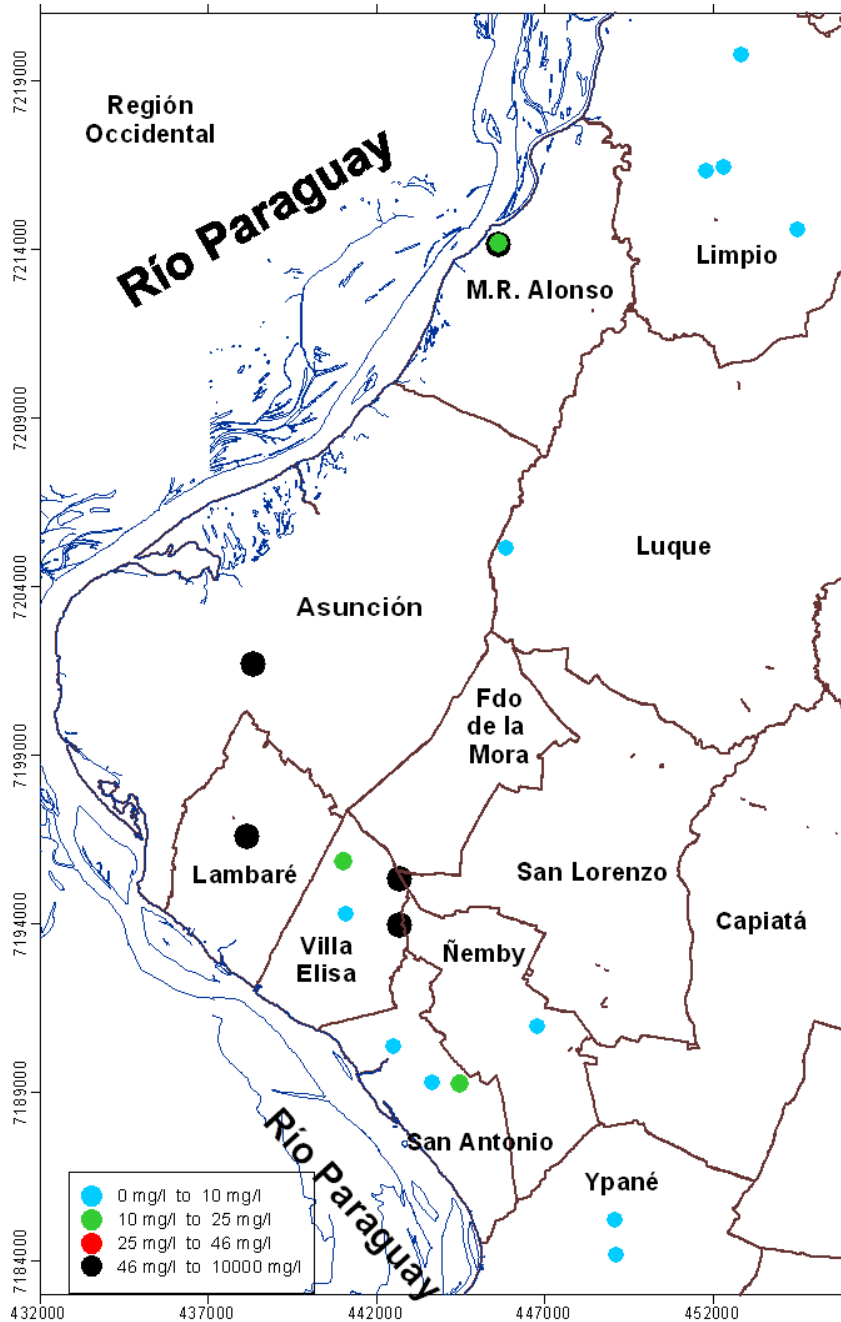 7219000
Región
Occidental
Río Paraguay
7214000
Limpio
M.R. Alonso
7209000
Luque
7204000
Asunción
Fdo
de la
Mora
7199000
Lambaré
San Lorenzo
7194000
Capiatá
Villa
Elisa
Ñemby
7189000
San Antonio
Río Paraguay
Ypané
0 mg/l to 10 mg/l
10 mg/l to 25 mg/l
25 mg/l to 46 mg/l
46 mg/l to 10000 mg/l
7184000
432000 437000 442000 447000 452000